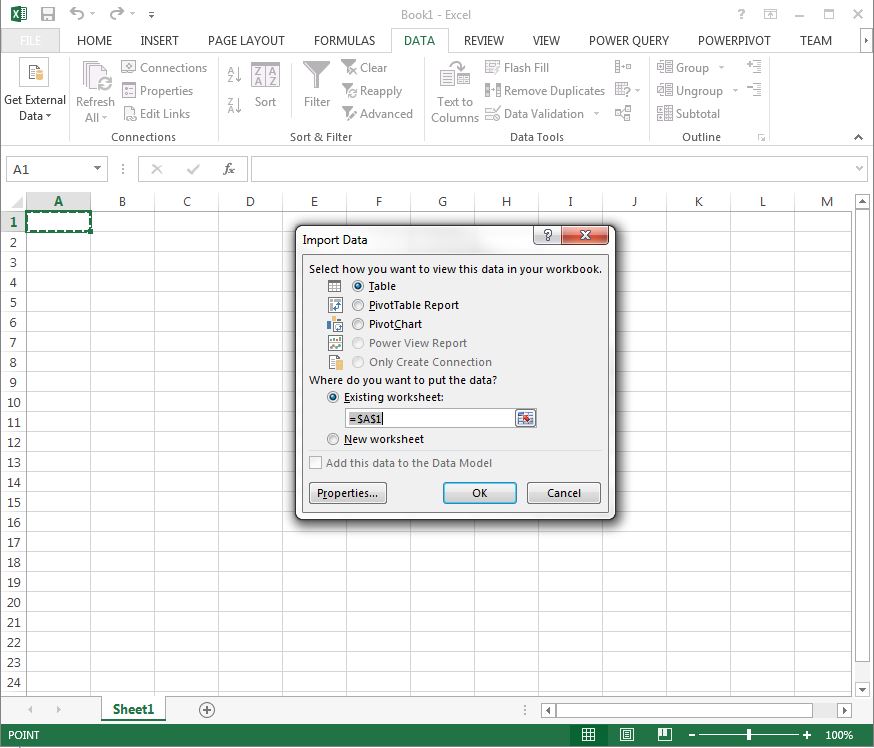 Book1 - Excel
FILE HOME INSERT PAGE LAYOUT FORMULAS DATA REVIEW VIEW POWER QUERY POWERPIVOT TEAM
Get External Data
Refresh All
Connections
Properties
Edit Links
Connections
A Z
Z A
Z A A Z
Sort
Filter
Clear
Reapply
Advanced
Sort & Filter
Text to Columns
Flash Fill
Remove Duplicates
Data Validation
Data Tools
Group
Ungroup
Subtotal
Outline
A1
fx
A B C D E F G H I J K L M
1
2
3
4
5
6
7
8
9
10
11
12
13
14
15
16
17
18
19
20
21
22
23
24
Import Data
Select how you want to view this data in your workbook.
Table
PivotTable Report
PivotChart
Power View Report
Only Create Connection
Where do you want to put the data?
Existing worksheet:
=$A$1
New worksheet
Add this data to the Data Model
Properties...
OK
Cancel
Sheet1
POINT
100%